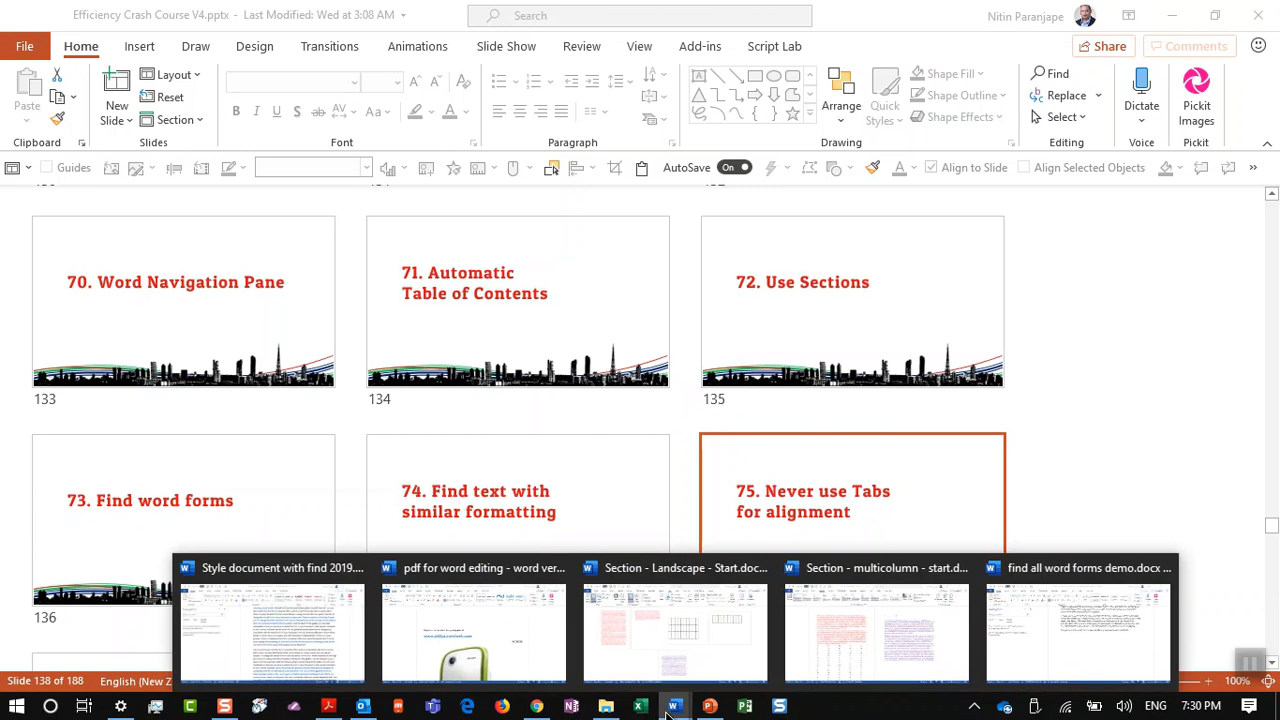 Efficiency Crash Course V4.pptx - Last Modified: Wed at 3:08 AM
Search
Nitin Paranjape
File
Home
Insert
Draw
Design
Transitions
Animations
Slide Show
Review
View
Add-ins
Script Lab
Share
Comments
Paste
New
Slide
Layout
Reset
Section
Shape Fill
Shape Outline
Shape Effects
Arrange
Quick
Styles
Find
Replace
Select
Dictate
Pickit
Images
Clipboard
Slides
Font
Paragraph
Drawing
Editing
Voice
Pickit
Guides
AutoSave
On
Align to Slide
Align Selected Objects
70. Word Navigation Pane
71. Automatic
Table of Contents
72. Use Sections
133
134
135
73. Find word forms
74. Find text with
similar formatting
75. Never use Tabs
for alignment
136
Style document with find 2019....
pdf for word editing - word ver...
Section - Landscape - Start.doc...
Section - multicolumn - start.d...
find all word forms demo.docx ...
Slide 138 of 188
English (New Z
100%
ENG
7:30 PM